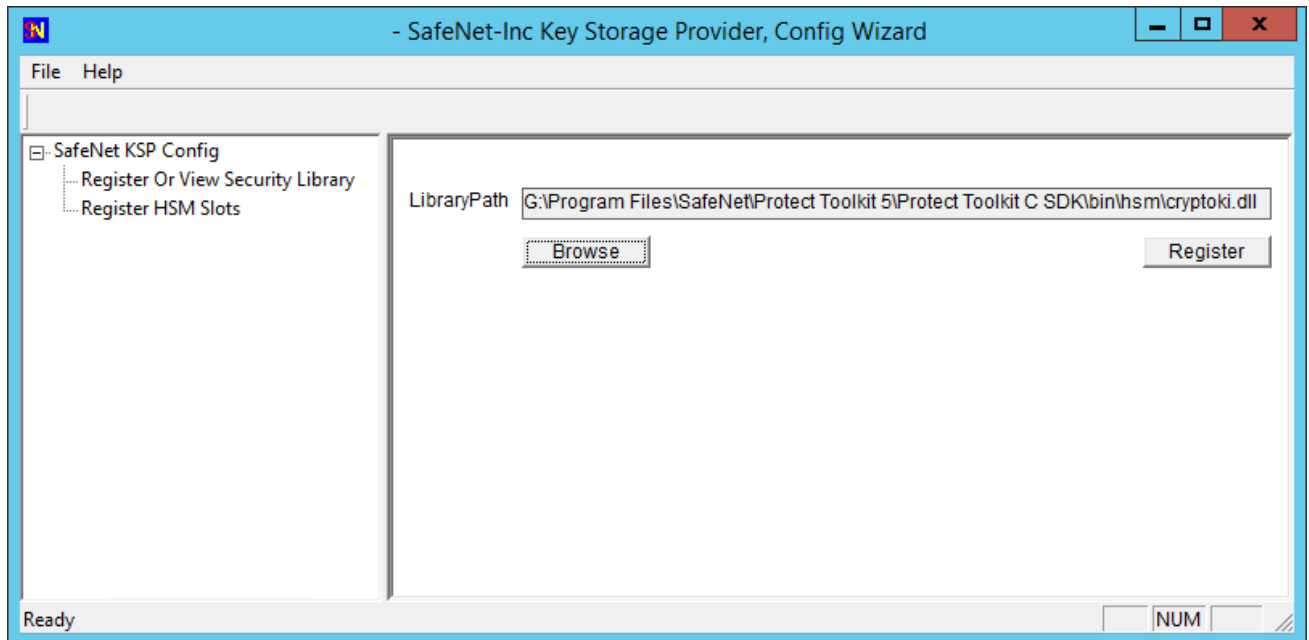 SN
- SafeNet-Inc Key Storage Provider, Config Wizard
X
File Help
SafeNet KSP Config
Register Or View Security Library
Register HSM Slots
LibraryPath G:\Program Files\SafeNet\Protect Toolkit 5\Protect Toolkit C SDK\bin\hsm\cryptoki.dll
Browse Register
Ready NUM